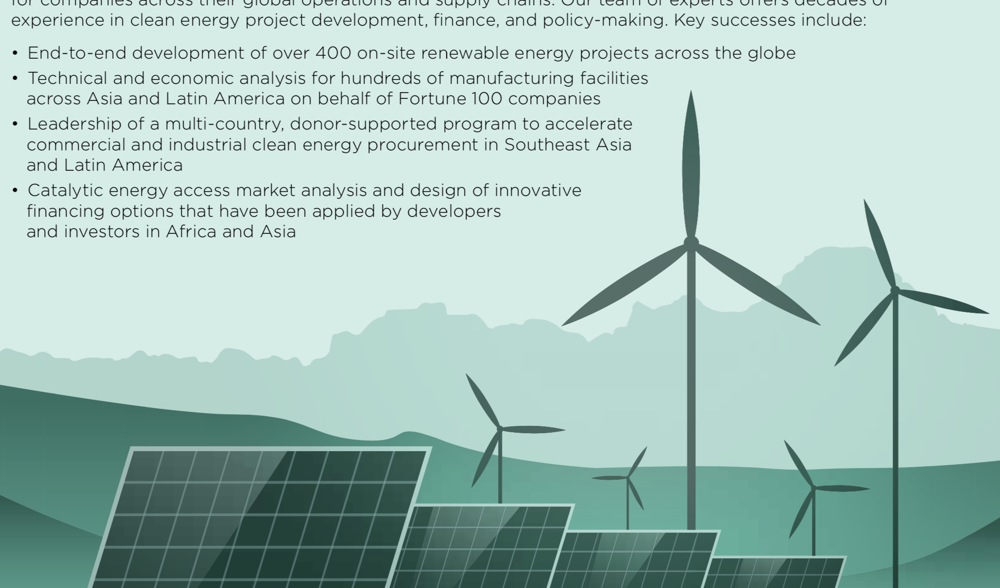 for companies across their global operations and supply chains. Our team of experts offers decades of
experience in clean energy project development, finance, and policy-making. Key successes include:
• End-to-end development of over 400 on-site renewable energy projects across the globe
• Technical and economic analysis for hundreds of manufacturing facilities
across Asia and Latin America on behalf of Fortune 100 companies
• Leadership of a multi-country, donor-supported program to accelerate
commercial and industrial clean energy procurement in Southeast Asia
and Latin America
• Catalytic energy access market analysis and design of innovative
financing options that have been applied by developers
and investors in Africa and Asia